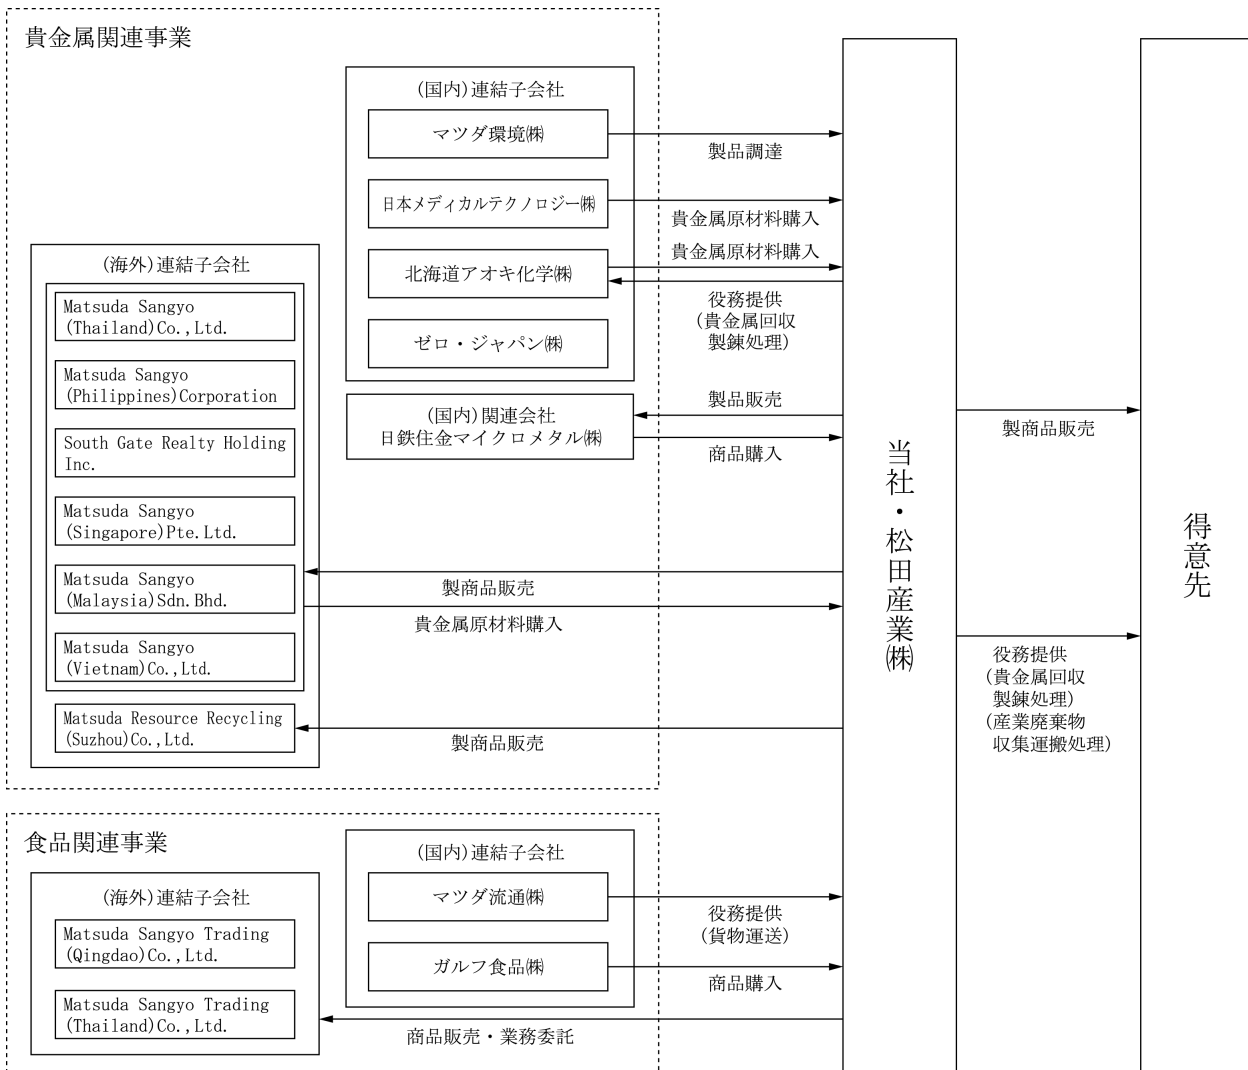 貴金属関連事業
(国内)連結子会社
マツダ環境㈱
製品調達
日本メディカルテクノロジー㈱
貴金属原材料購入
北海道アオキ化学㈱
貴金属原材料購入
役務提供
(貴金属回収
製錬処理)
ゼロ・ジャパン㈱
(国内)関連会社
日鉄住金マイクロメタル㈱
製品販売
商品購入
(海外)連結子会社
Matsuda Sangyo
(Thailand)Co.,Ltd.
Matsuda Sangyo
(Philippines)Corporation
South Gate Realty Holding
Inc.
Matsuda Sangyo
(Singapore)Pte.Ltd.
Matsuda Sangyo
(Malaysia)Sdn.Bhd.
Matsuda Sangyo
(Vietnam)Co.,Ltd.
製商品販売
貴金属原材料購入
Matsuda Resource Recycling
(Suzhou)Co.,Ltd.
製商品販売
食品関連事業
(国内)連結子会社
マツダ流通㈱
役務提供
(貨物運送)
ガルフ食品㈱
商品購入
(海外)連結子会社
Matsuda Sangyo Trading
(Qingdao)Co.,Ltd.
Matsuda Sangyo Trading
(Thailand)Co.,Ltd.
商品販売・業務委託
当社・松田産業㈱
製商品販売
役務提供
(貴金属回収
製錬処理)
(産業廃棄物
収集運搬処理)
得意先